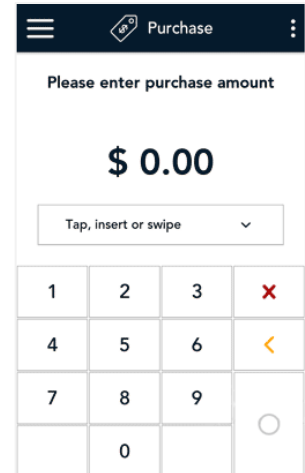 Purchase
Please enter purchase amount
$ 0.00
Tap, insert or swipe
1 2 3
4 5 6
7 8 9
0